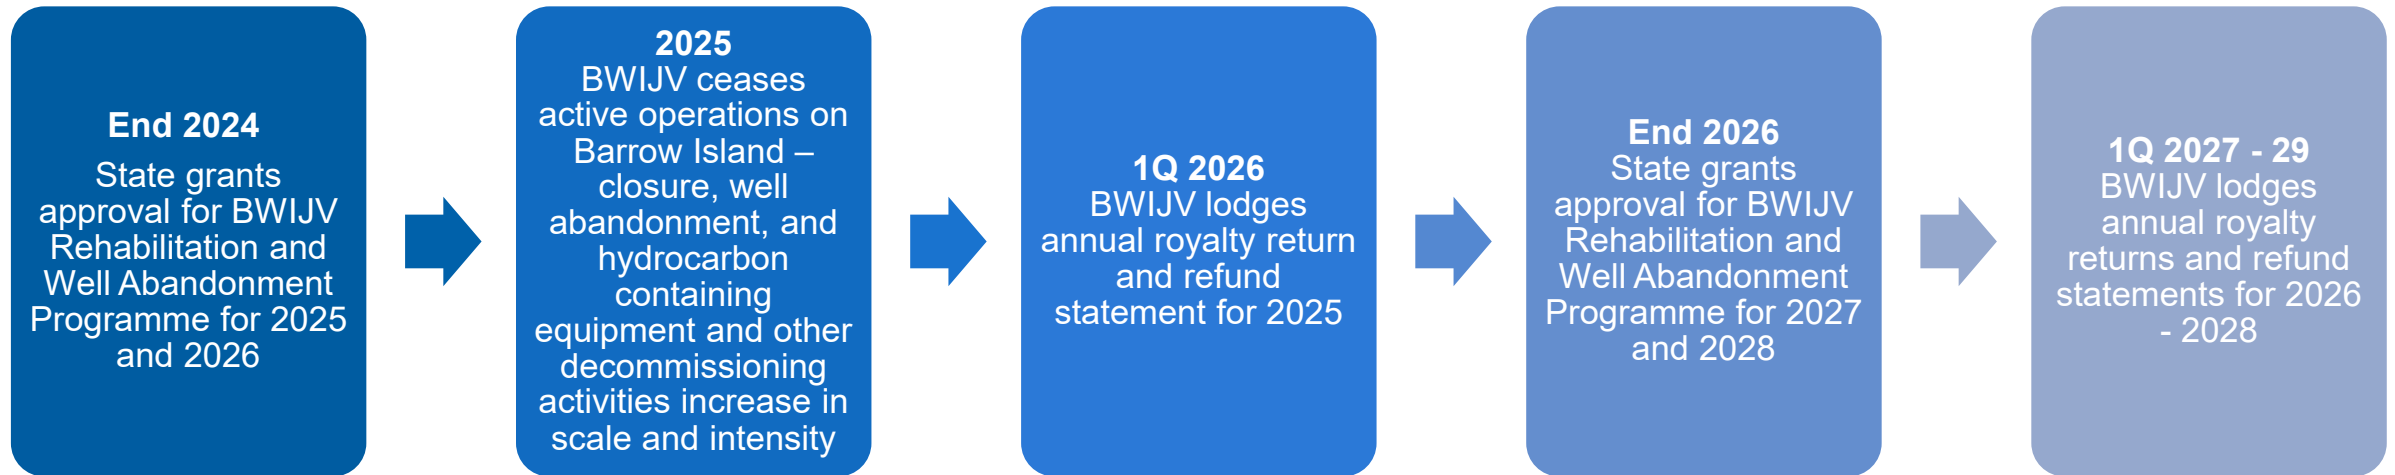 End 2024
State grants
approval for BWIJV
Rehabilitation and
Well Abandonment
Programme for 2025
and 2026
2025
BWIJV ceases
active operations on
Barrow Island –
closure, well
abandonment, and
hydrocarbon
containing
equipment and other
decommissioning
activities increase in
scale and intensity
1Q 2026
BWIJV lodges
annual royalty return
and refund
statement for 2025
End 2026
State grants
approval for BWIJV
Rehabilitation and
Well Abandonment
Programme for 2027
and 2028
1Q 2027 - 29
BWIJV lodges
annual royalty
returns and refund
statements for 2026
- 2028